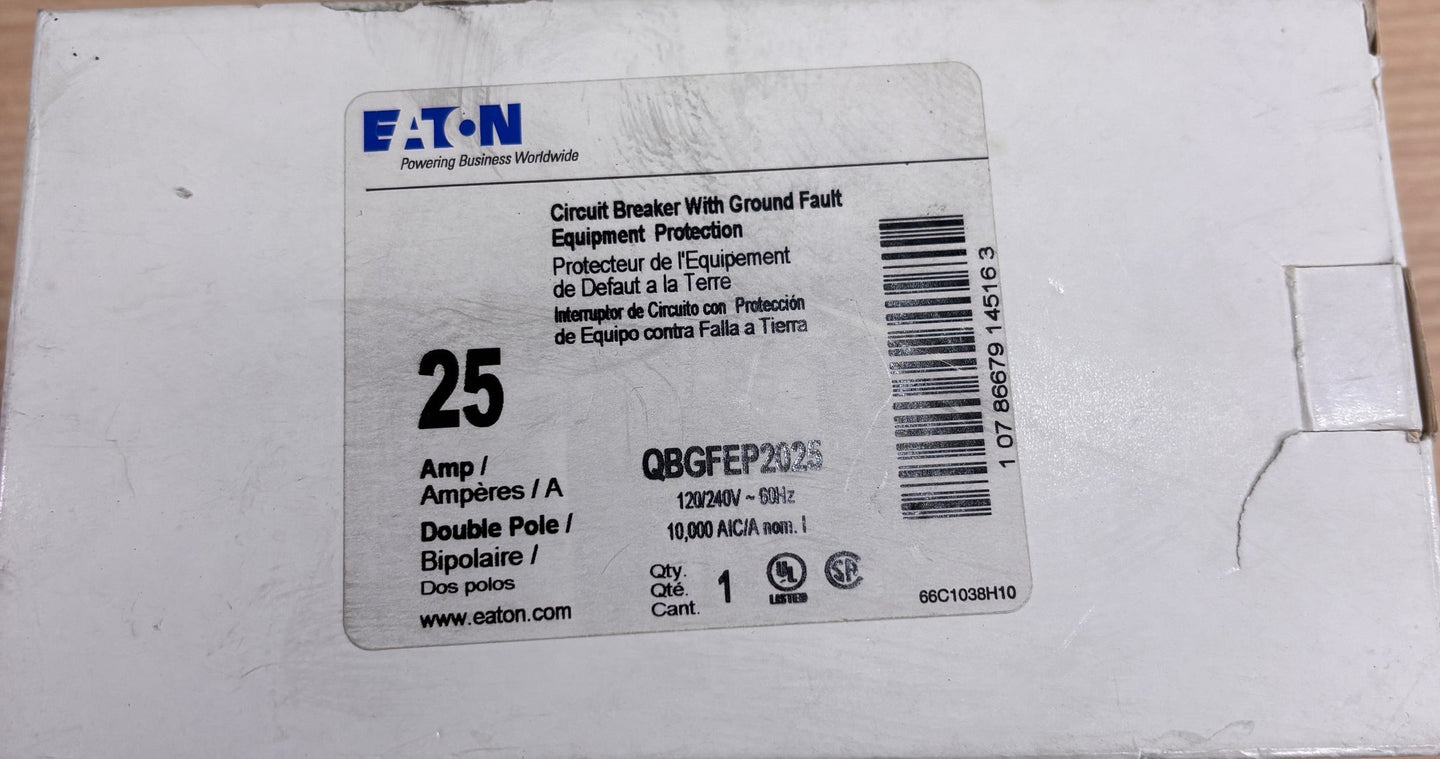 EATON
Powering Business Worldwide
Circuit Breaker With Ground Fault
Equipment Protection
Protecteur de l'Equipement
de Defaut a la Terre
Interruptor de Circuito con Protección
de Equipo contra Falla a Tierra
25
Amp /
Ampères / A
Double Pole /
Bipolaire /
Dos polos
www.eaton.com
QBGFEP2025
120/240V ~ 60Hz
10,000 AIC/A nom. I
Qty.
Qté.
Cant.
1
UL
LISTED
SA
66C1038H10
1 07 86679 14516 3